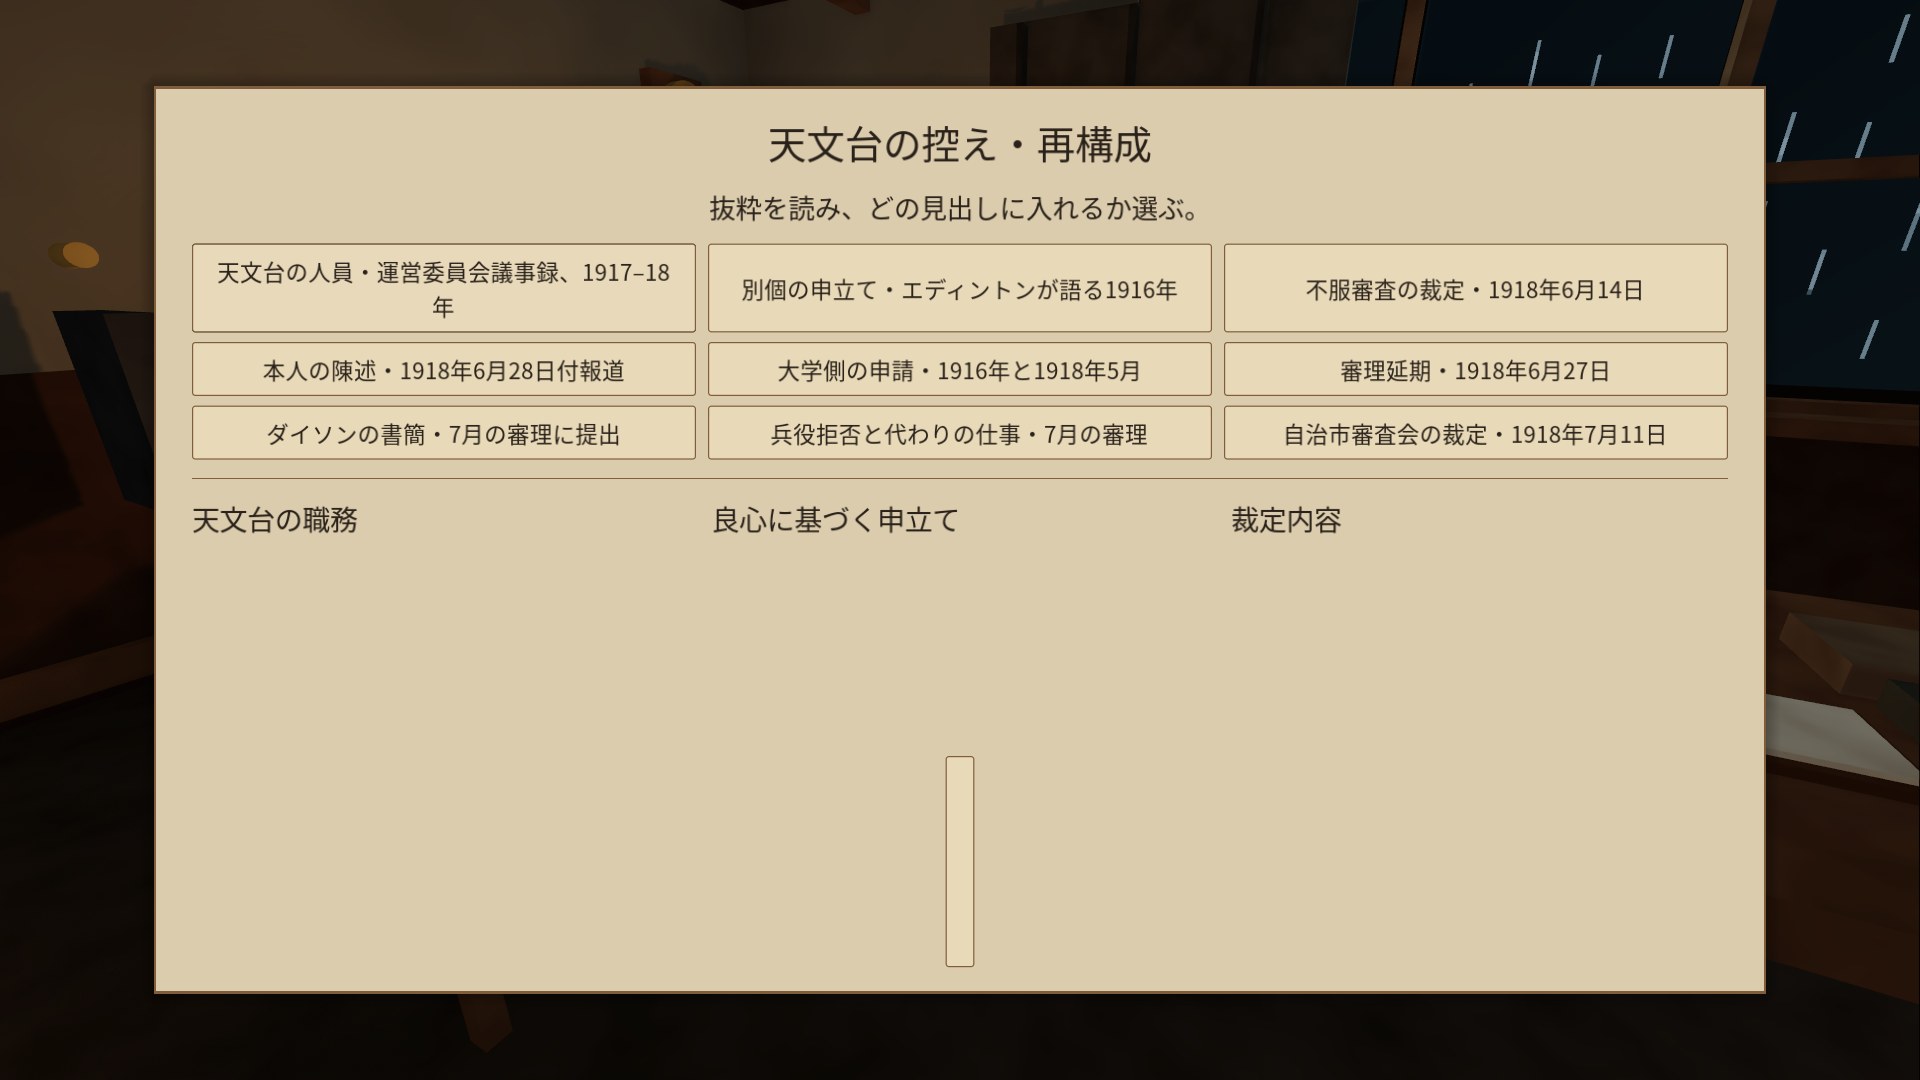 天文台の控え・再構成
抜粋を読み、どの見出しに入れるか選ぶ。
天文台の人員・運営委員会議事録、1917–18
年
別個の申立て・エディントンが語る1916年
不服審査の裁定・1918年6月14日
本人の陳述・1918年6月28日付報道
大学側の申請・1916年と1918年5月
審理延期・1918年6月27日
ダイソンの書簡・7月の審理に提出
兵役拒否と代わりの仕事・7月の審理
自治市審査会の裁定・1918年7月11日
天文台の職務
良心に基づく申立て
裁定内容